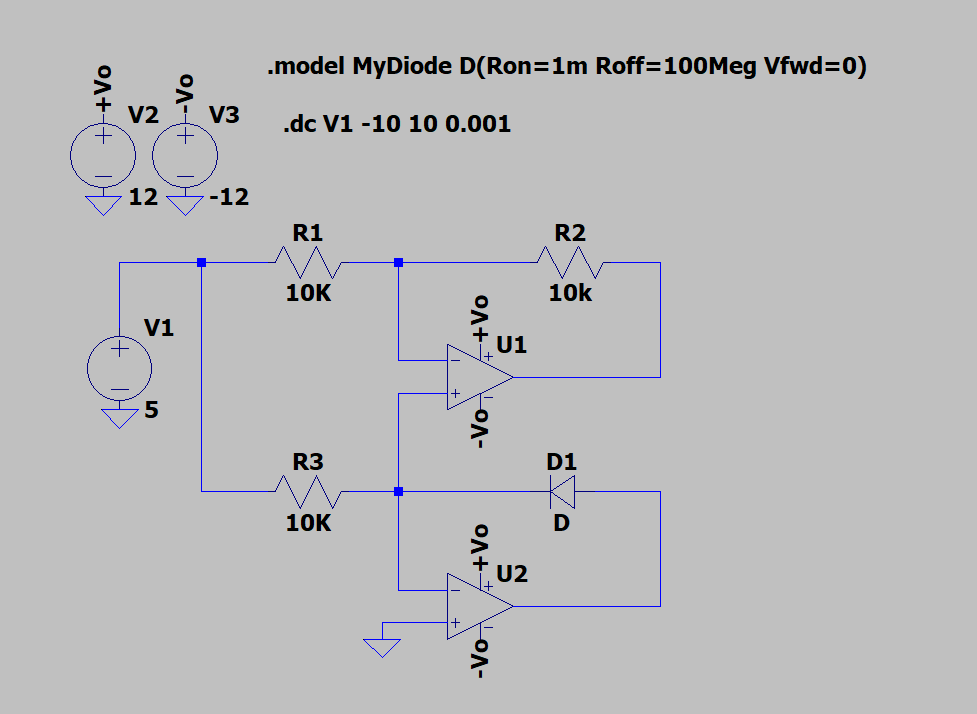 .model MyDiode D(Ron=1m Roff=100Meg Vfwd=0)
.dc V1 -10 10 0.001
+Vo
V2
12
-Vo
V3
-12
R1
10K
R2
10k
V1
5
+Vo
U1
-Vo
R3
10K
D1
D
+Vo
U2
-Vo